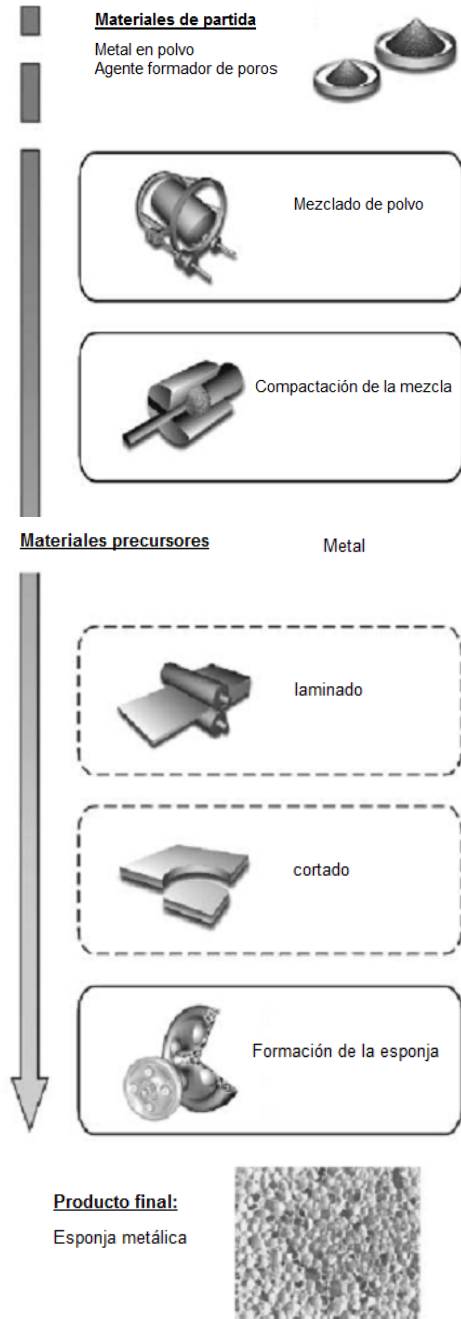 Materiales de partida
Metal en polvo
Agente formador de poros
Mezclado de polvo
Compactación de la mezcla
Materiales precursores
Metal
laminado
cortado
Formación de la esponja
Producto final:
Esponja metálica